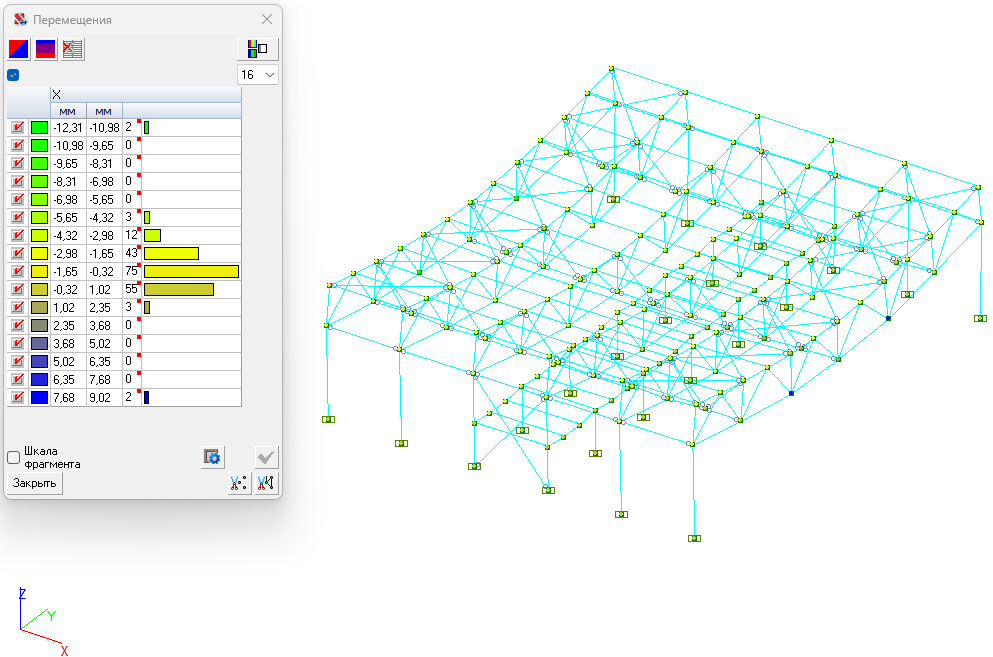 Перемещения
16
X
мм мм
-12,31 -10,98 2
-10,98 -9,65 0
-9,65 -8,31 0
-8,31 -6,98 0
-6,98 -5,65 0
-5,65 -4,32 3
-4,32 -2,98 12
-2,98 -1,65 43
-1,65 -0,32 75
-0,32 1,02 55
1,02 2,35 3
2,35 3,68 0
3,68 5,02 0
5,02 6,35 0
6,35 7,68 0
7,68 9,02 2
Шкала
фрагмента
Закрыть
Z
Y
X